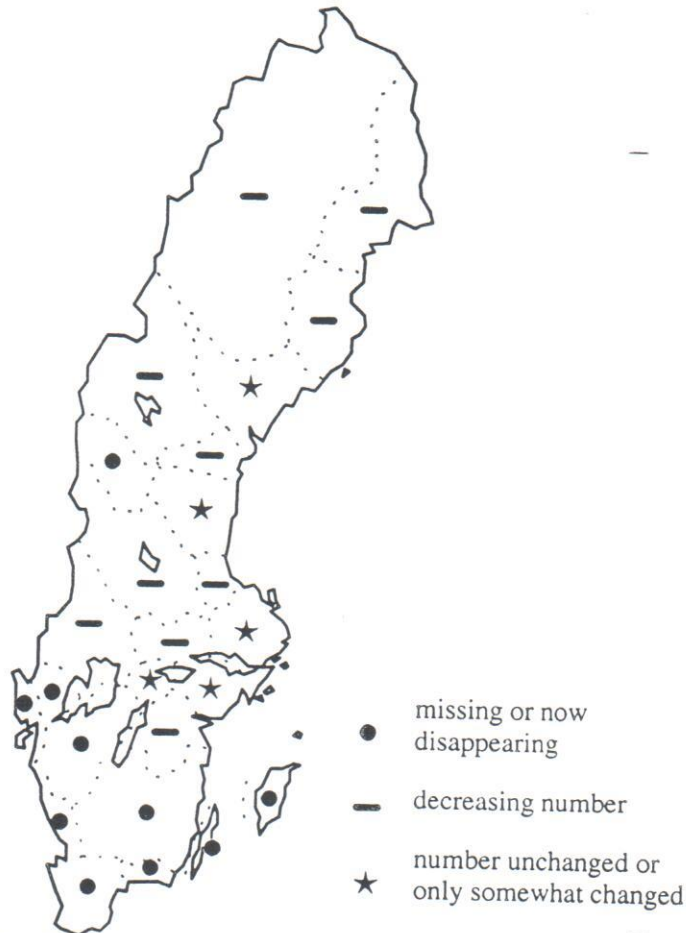 missing or now
disappearing
decreasing number
number unchanged or
only somewhat changed